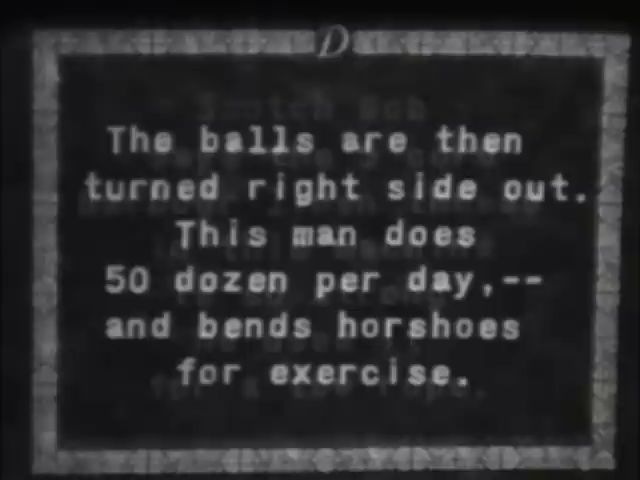 D
The balls are then
turned right side out.
This man does
50 dozen per day,--
and bends horshoes
for exercise.